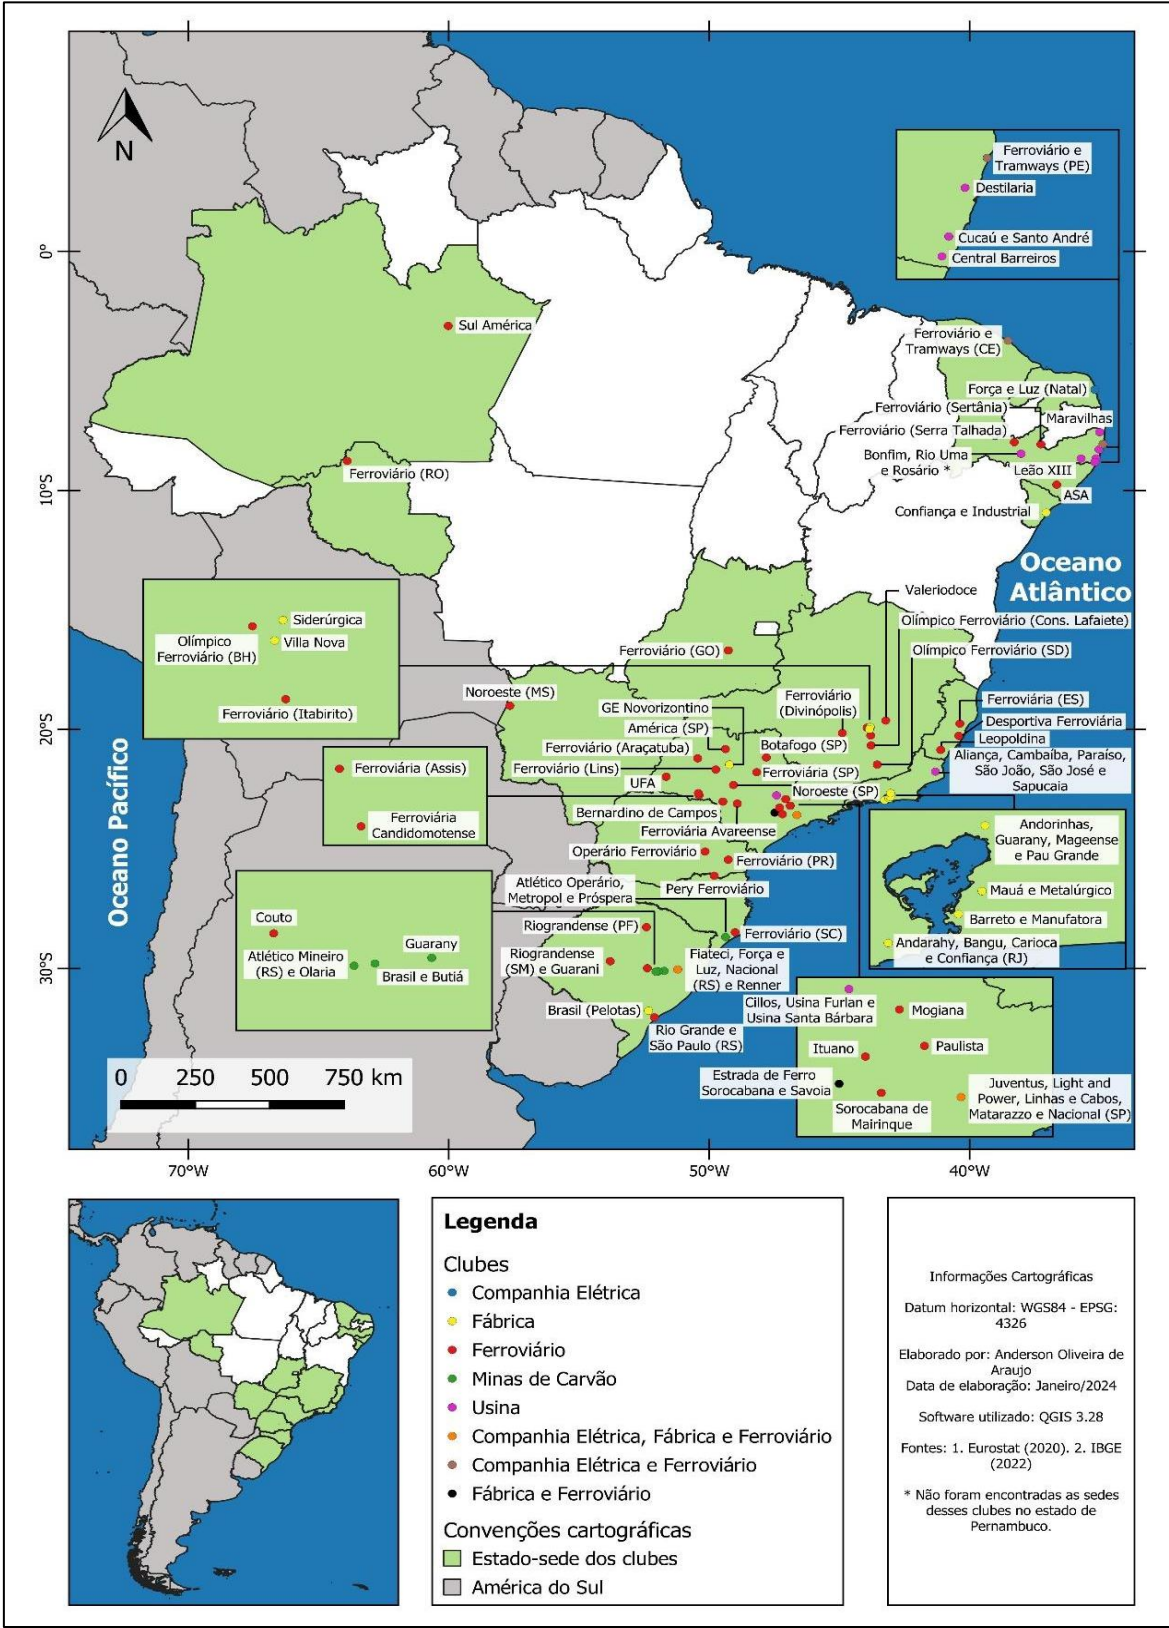 N
Ferroviário e
Tramways (PE)
Destilaria
Cucaú e Santo André
Central Barreiros
0°
Sul América
Ferroviário e
Tramways (CE)
Força e Luz (Natal)
Ferroviário (Sertânia)
Maravilhas
Ferroviário (Serra Talhada)
Bonfim, Rio Uma
e Rosário *
Leão XIII
Ferroviário (RO)
10°S
ASA
Confiança e Industrial
Oceano
Atlântico
Valeriodoce
Siderúrgica
Olímpico
Ferroviário (BH)
Villa Nova
Ferroviário (Itabirito)
Olímpico Ferroviário (Cons. Lafaiete)
Ferroviário (GO)
Olímpico Ferroviário (SD)
Noroeste (MS)
GE Novorizontino
Ferroviário
(Divinópolis)
Ferroviária (ES)
América (SP)
Desportiva Ferroviária
20°S
Oceano Pacífico
Ferroviário (Araçatuba)
Botafogo (SP)
Leopoldina
Ferroviária (Assis)
Ferroviário (Lins)
Ferroviária (SP)
Aliança, Cambaíba, Paraíso,
São João, São José e
Sapucaia
UFA
Noroeste (SP)
Ferroviária
Candidomotense
Bernardino de Campos
Ferroviária Avareense
Andorinhas,
Guarany, Mageense
e Pau Grande
Operário Ferroviário
Ferroviário (PR)
Atlético Operário,
Metropol e Próspera
Pery Ferroviário
Mauá e Metalúrgico
Couto
Riograndense (PF)
Ferroviário (SC)
Barreto e Manufatora
Guarany
Atlético Mineiro
(RS) e Olaria
Brasil e Butiá
Riograndense
(SM) e Guarani
Fiateci, Força e
Luz, Nacional
(RS) e Renner
Andarahy, Bangu, Carioca
e Confiança (RJ)
30°S
Brasil (Pelotas)
Rio Grande e
São Paulo (RS)
Cillos, Usina Furlan e
Usina Santa Bárbara
Mogiana
Ituano
Paulista
Estrada de Ferro
Sorocabana e Savoia
Juventus, Light and
Power, Linhas e Cabos,
Matarazzo e Nacional (SP)
Sorocabana de
Mairinque
0 250 500 750 km
70°W 60°W 50°W 40°W
Legenda
Clubes
Companhia Elétrica
Fábrica
Ferroviário
Minas de Carvão
Usina
Companhia Elétrica, Fábrica e Ferroviário
Companhia Elétrica e Ferroviário
Fábrica e Ferroviário
Convenções cartográficas
Estado-sede dos clubes
América do Sul
Informações Cartográficas
Datum horizontal: WGS84 - EPSG:
4326
Elaborado por: Anderson Oliveira de
Araujo
Data de elaboração: Janeiro/2024
Software utilizado: QGIS 3.28
Fontes: 1. Eurostat (2020). 2. IBGE
(2022)
* Não foram encontradas as sedes
desses clubes no estado de
Pernambuco.